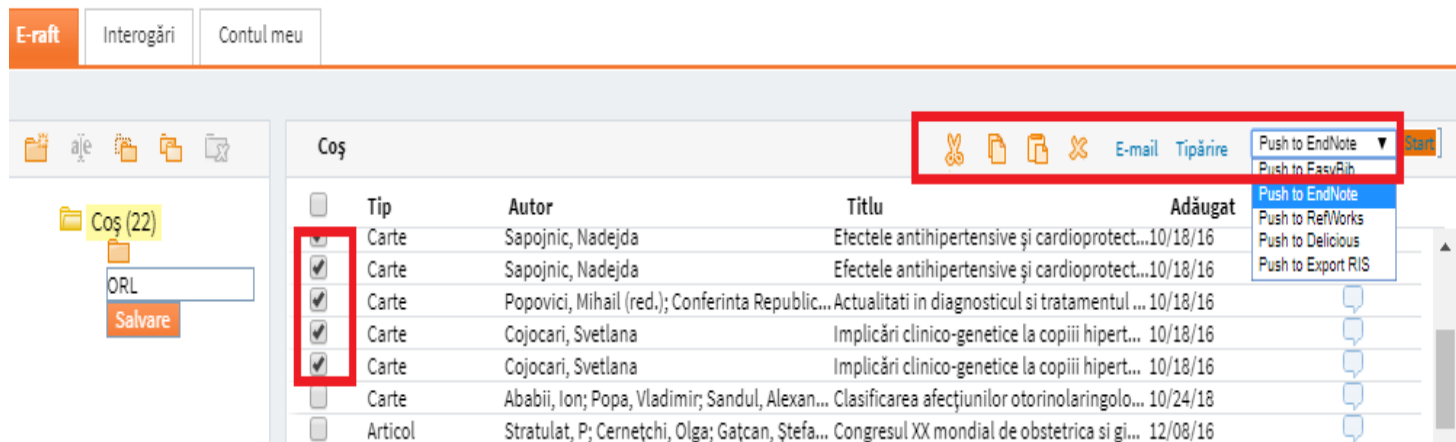 E-raft Interogări Contul meu
a|e Coş E-mail Tipărire Push to EndNote ▼ Start]
Push to EasyBib
Push to EndNote
Push to RefWorks
Push to Delicious
Push to Export RIS
Coş (22)
ORL
Salvare
Tip Autor Titlu Adăugat
Carte Sapojnic, Nadejda Efectele antihipertensive şi cardioprotect...10/18/16
Carte Sapojnic, Nadejda Efectele antihipertensive şi cardioprotect...10/18/16
Carte Popovici, Mihail (red.); Conferinta Republic... Actualitati in diagnosticul si tratamentul ... 10/18/16
Carte Cojocari, Svetlana Implicări clinico-genetice la copiii hipert... 10/18/16
Carte Cojocari, Svetlana Implicări clinico-genetice la copiii hipert... 10/18/16
Carte Ababii, Ion; Popa, Vladimir; Sandul, Alexan... Clasificarea afecţiunilor otorinolaringolo... 10/24/18
Articol Stratulat, P; Cerneţchi, Olga; Gaţcan, Ştefa... Congresul XX mondial de obstetrica si gi... 12/08/16